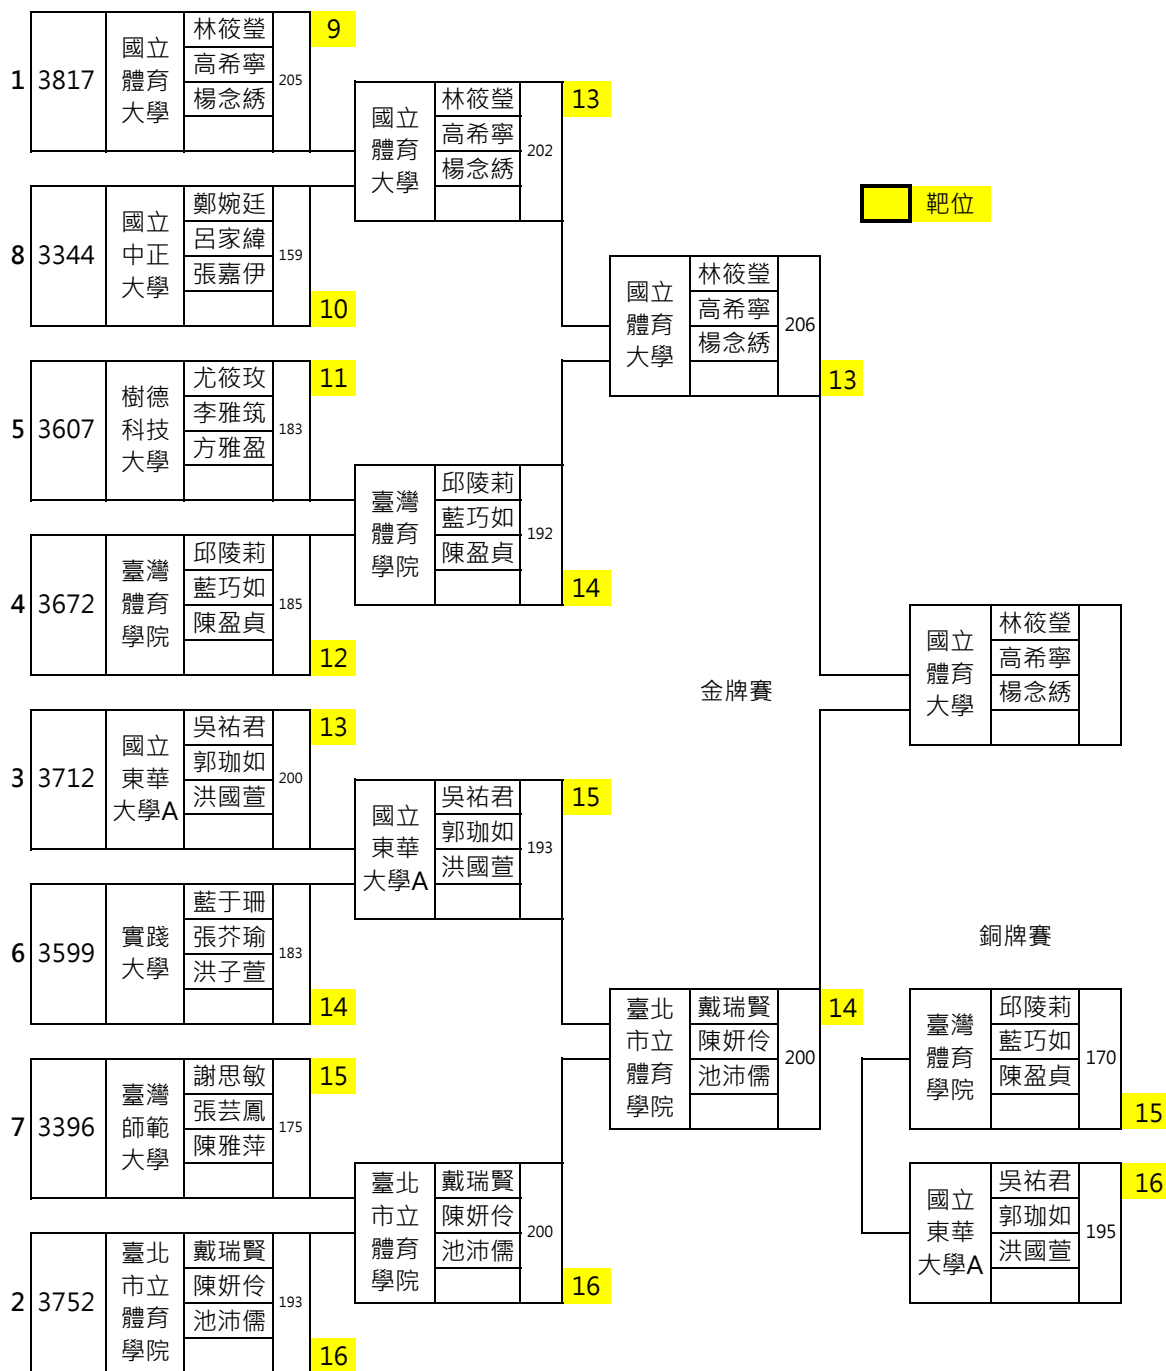 1
3817
國立
體育
大學
林筱瑩
高希寧
楊念綉
205
9
8
3344
國立
中正
大學
鄭婉廷
呂家緯
張嘉伊
159
10
5
3607
樹德
科技
大學
尤筱玫
李雅筑
方雅盈
183
11
4
3672
臺灣
體育
學院
邱陵莉
藍巧如
陳盈貞
185
12
3
3712
國立
東華
大學A
吳祐君
郭珈如
洪國萱
200
13
6
3599
實踐
大學
藍于珊
張芥瑜
洪子萱
183
14
7
3396
臺灣
師範
大學
謝思敏
張芸鳳
陳雅萍
175
15
2
3752
臺北
市立
體育
學院
戴瑞賢
陳妍伶
池沛儒
193
16
國立
體育
大學
林筱瑩
高希寧
楊念綉
202
13
臺灣
體育
學院
邱陵莉
藍巧如
陳盈貞
192
14
國立
東華
大學A
吳祐君
郭珈如
洪國萱
193
15
臺北
市立
體育
學院
戴瑞賢
陳妍伶
池沛儒
200
16
靶位
國立
體育
大學
林筱瑩
高希寧
楊念綉
206
13
金牌賽
臺北
市立
體育
學院
戴瑞賢
陳妍伶
池沛儒
200
14
國立
體育
大學
林筱瑩
高希寧
楊念綉
銅牌賽
臺灣
體育
學院
邱陵莉
藍巧如
陳盈貞
170
15
國立
東華
大學A
吳祐君
郭珈如
洪國萱
195
16